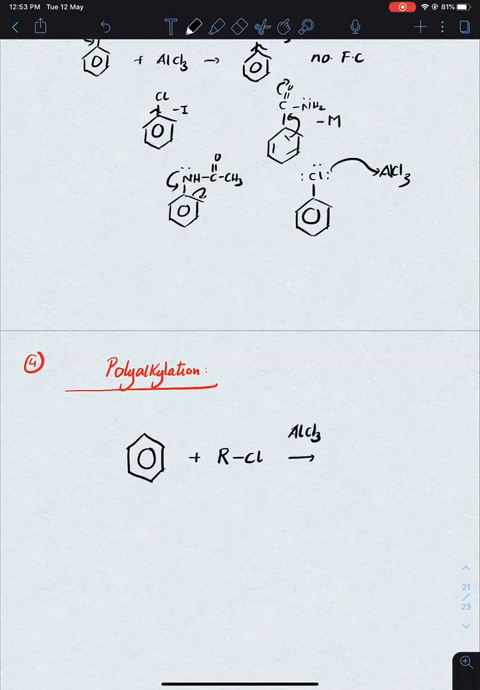 12:53 PM Tue 12 May 81%
+ AlCl3 → no F.C
Cl -I
O C-NH2 -M
NH-C-CH3 O
:Cl: AlCl3
4 Polyalkylation:
AlCl3
+ R-Cl →
21
/
23